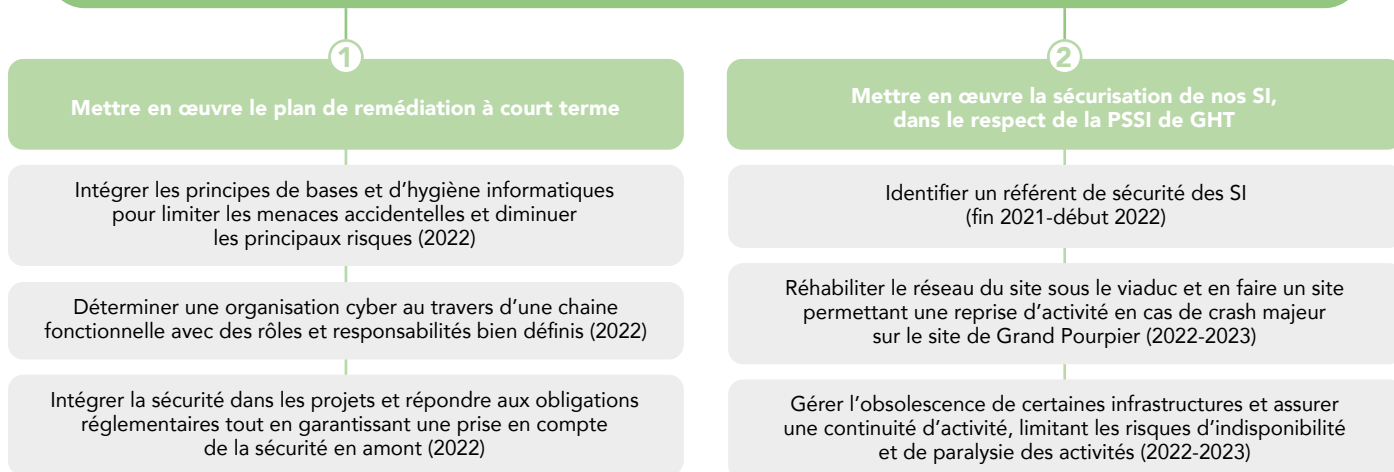 1
Mettre en œuvre le plan de remédiation à court terme
Intégrer les principes de bases et d'hygiène informatiques
pour limiter les menaces accidentelles et diminuer
les principaux risques (2022)
Déterminer une organisation cyber au travers d'une chaine
fonctionnelle avec des rôles et responsabilités bien définis (2022)
Intégrer la sécurité dans les projets et répondre aux obligations
réglementaires tout en garantissant une prise en compte
de la sécurité en amont (2022)
2
Mettre en œuvre la sécurisation de nos SI,
dans le respect de la PSSI de GHT
Identifier un référent de sécurité des SI
(fin 2021-début 2022)
Réhabiliter le réseau du site sous le viaduc et en faire un site
permettant une reprise d'activité en cas de crash majeur
sur le site de Grand Pourpier (2022-2023)
Gérer l'obsolescence de certaines infrastructures et assurer
une continuité d'activité, limitant les risques d'indisponibilité
et de paralysie des activités (2022-2023)